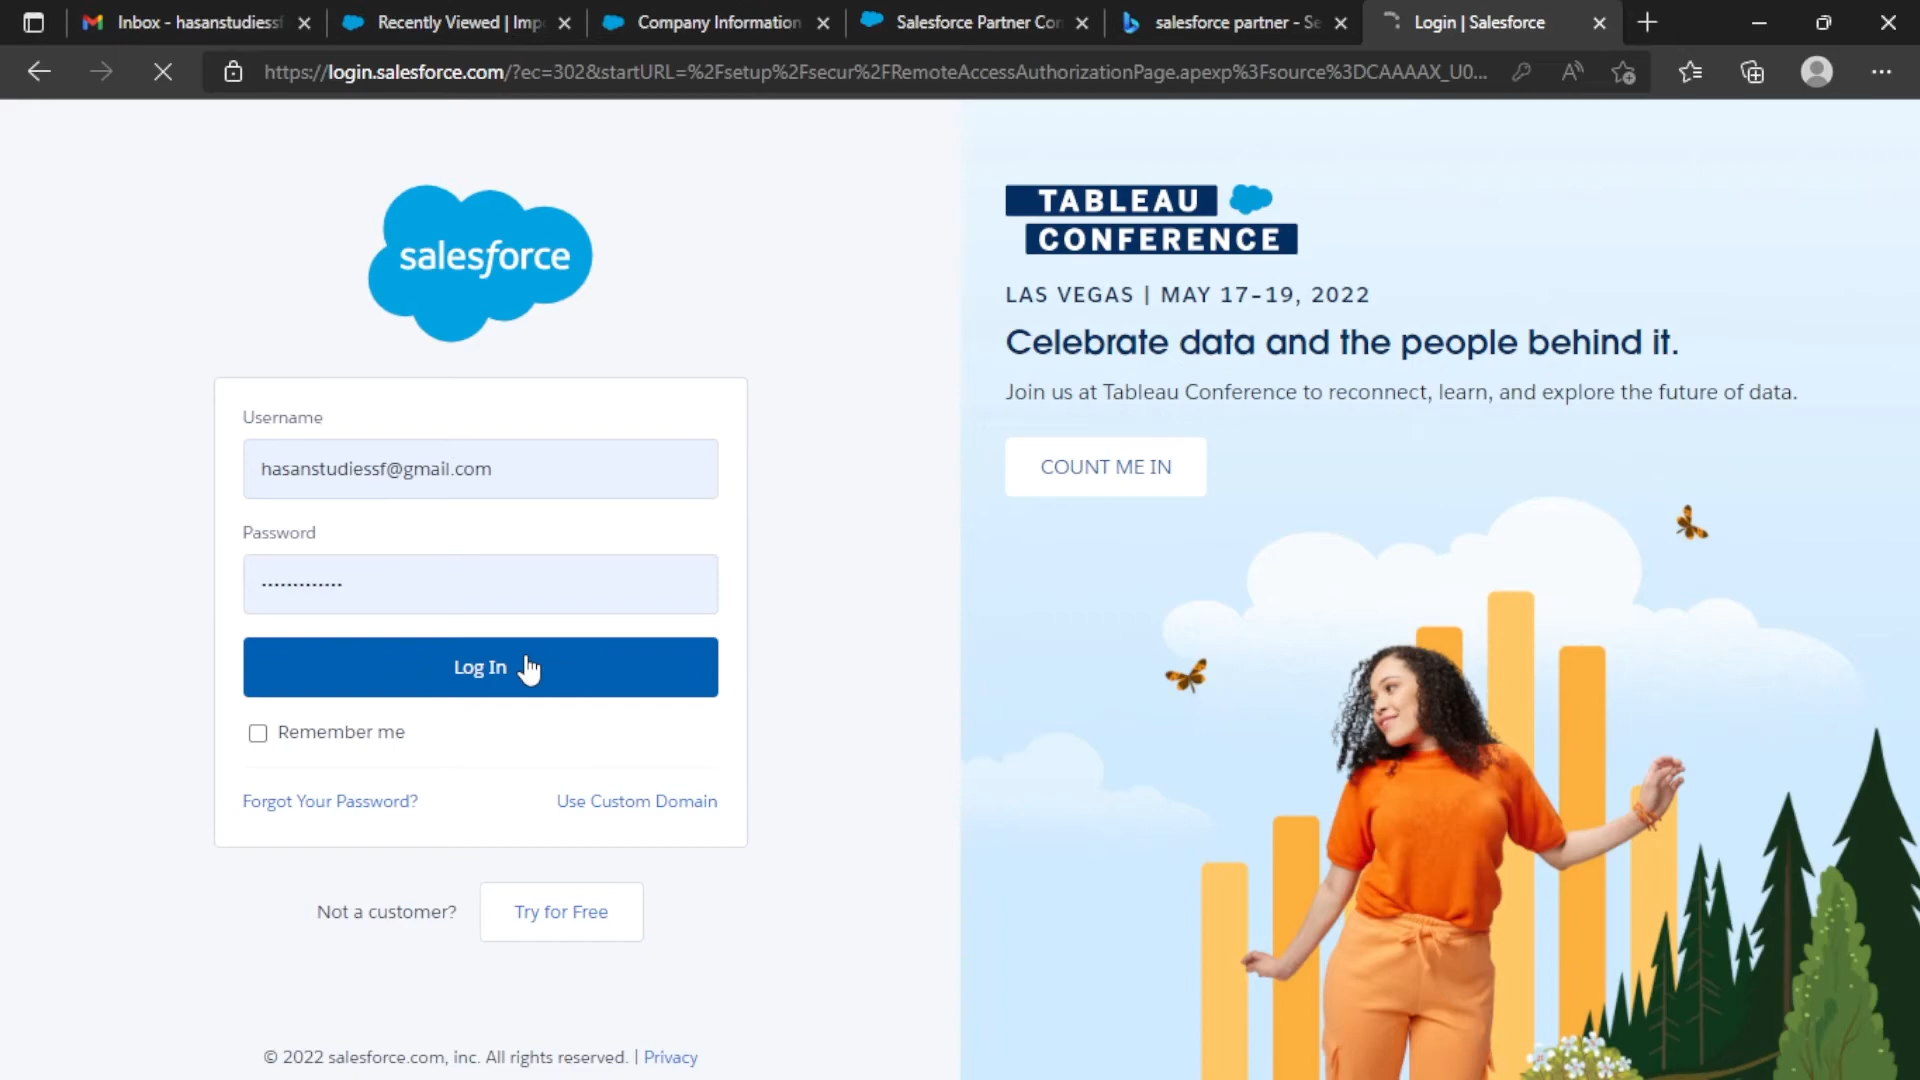 Inbox - hasanstudiessf
Recently Viewed | Imp
Company Information
Salesforce Partner Con
salesforce partner - Se
Login | Salesforce
https://login.salesforce.com/?ec=302&startURL=%2Fsetup%2Fsecur%2FRemoteAccessAuthorizationPage.apexp%3Fsource%3DCAAAAX_U0...
salesforce
Username
hasanstudiessf@gmail.com
Password
Log In
Remember me
Forgot Your Password?
Use Custom Domain
Not a customer?
Try for Free
© 2022 salesforce.com, inc. All rights reserved. | Privacy
TABLEAU
CONFERENCE
LAS VEGAS | MAY 17-19, 2022
Celebrate data and the people behind it.
Join us at Tableau Conference to reconnect, learn, and explore the future of data.
COUNT ME IN